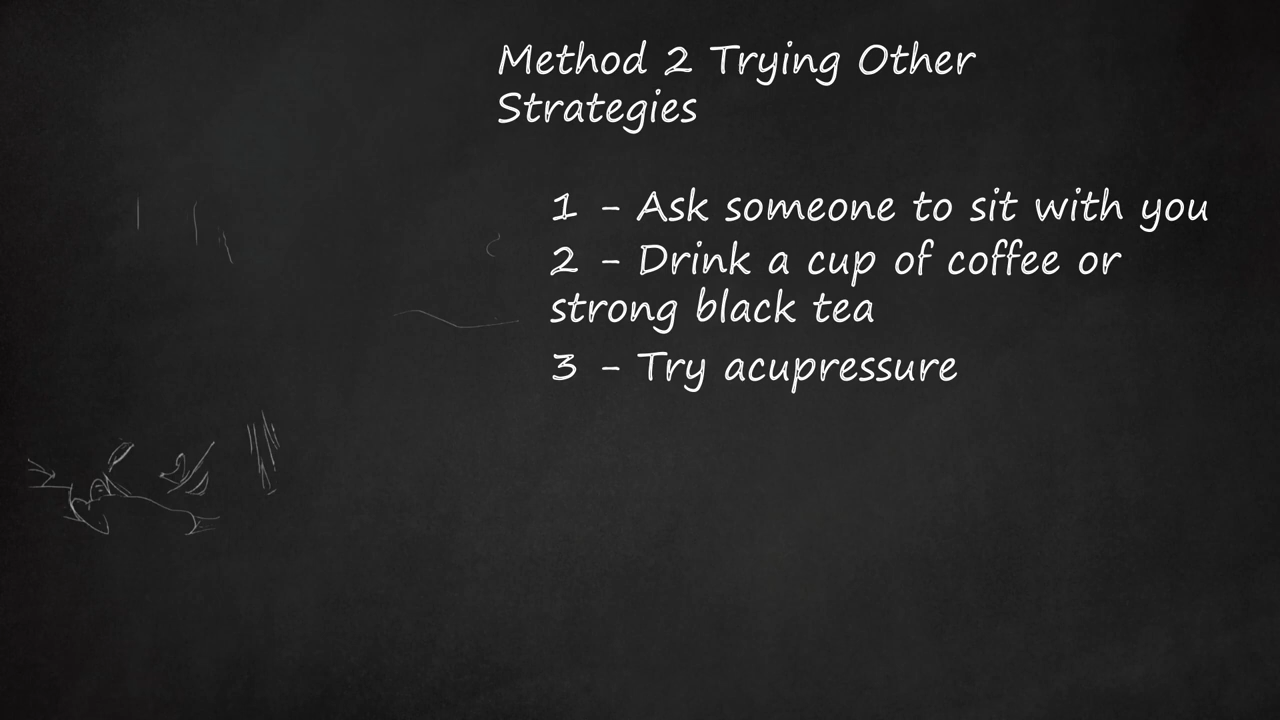 Method 2 Trying Other
Strategies
1 - Ask someone to sit with you
2 - Drink a cup of coffee or
strong black tea
3 - Try acupressure